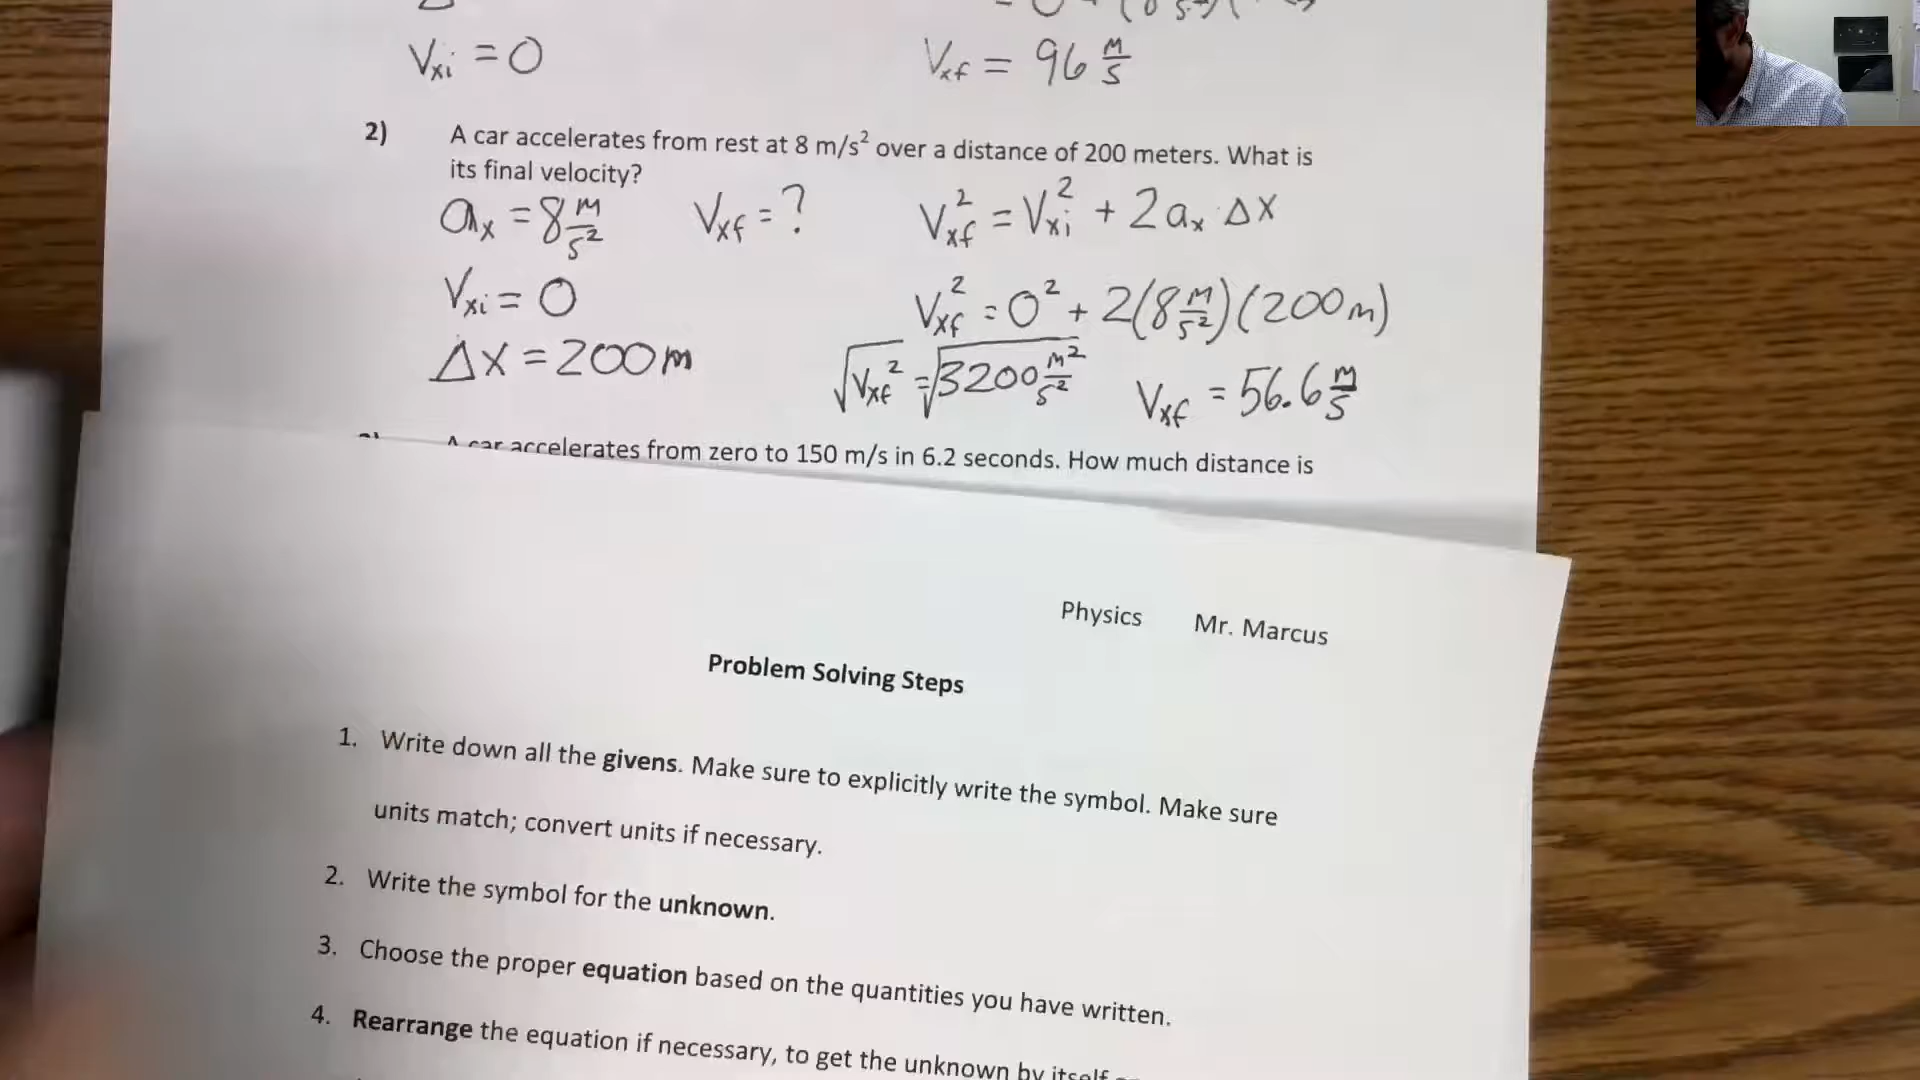 Vxi = 0
Vxf = 96 m/s
2) A car accelerates from rest at 8 m/s² over a distance of 200 meters. What is
its final velocity?
ax = 8 m/s²
Vxf = ?
Vxf² = Vxi² + 2ax Δx
Vxi = 0
Vxf² = 0² + 2(8 m/s²)(200m)
Δx = 200m
√Vxf² = √3200 m²/s²
Vxf = 56.6 m/s
A car accelerates from zero to 150 m/s in 6.2 seconds. How much distance is
Physics Mr. Marcus
Problem Solving Steps
1. Write down all the givens. Make sure to explicitly write the symbol. Make sure
units match; convert units if necessary.
2. Write the symbol for the unknown.
3. Choose the proper equation based on the quantities you have written.
4. Rearrange the equation if necessary, to get the unknown by itself